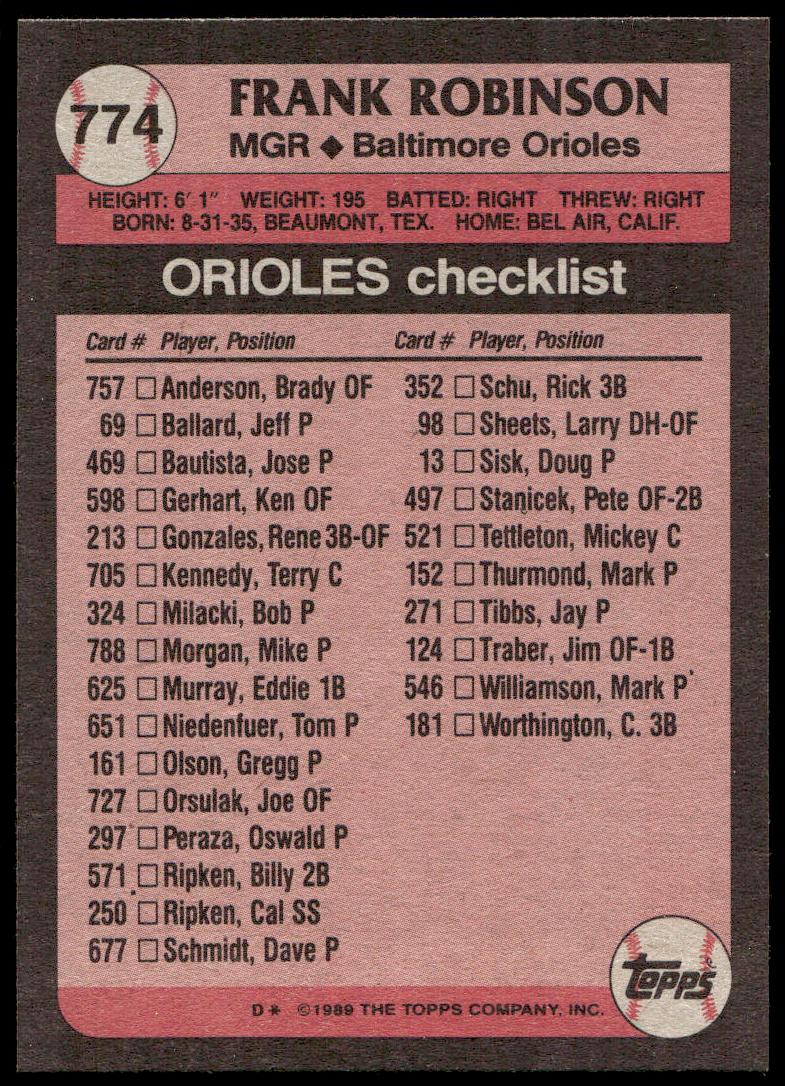 774
FRANK ROBINSON
MGR ◆ Baltimore Orioles
HEIGHT: 6' 1" WEIGHT: 195 BATTED: RIGHT THREW: RIGHT
BORN: 8-31-35, BEAUMONT, TEX. HOME: BEL AIR, CALIF.
ORIOLES checklist
Card # Player, Position
757 □ Anderson, Brady OF
69 □ Ballard, Jeff P
469 □ Bautista, Jose P
598 □ Gerhart, Ken OF
213 □ Gonzales, Rene 3B-OF
705 □ Kennedy, Terry C
324 □ Milacki, Bob P
788 □ Morgan, Mike P
625 □ Murray, Eddie 1B
651 □ Niedenfuer, Tom P
161 □ Olson, Gregg P
727 □ Orsulak, Joe OF
297 □ Peraza, Oswald P
571 □ Ripken, Billy 2B
250 □ Ripken, Cal SS
677 □ Schmidt, Dave P
Card # Player, Position
352 □ Schu, Rick 3B
98 □ Sheets, Larry DH-OF
13 □ Sisk, Doug P
497 □ Stanicek, Pete OF-2B
521 □ Tettleton, Mickey C
152 □ Thurmond, Mark P
271 □ Tibbs, Jay P
124 □ Traber, Jim OF-1B
546 □ Williamson, Mark P
181 □ Worthington, C. 3B
Topps
D* ©1989 THE TOPPS COMPANY, INC.